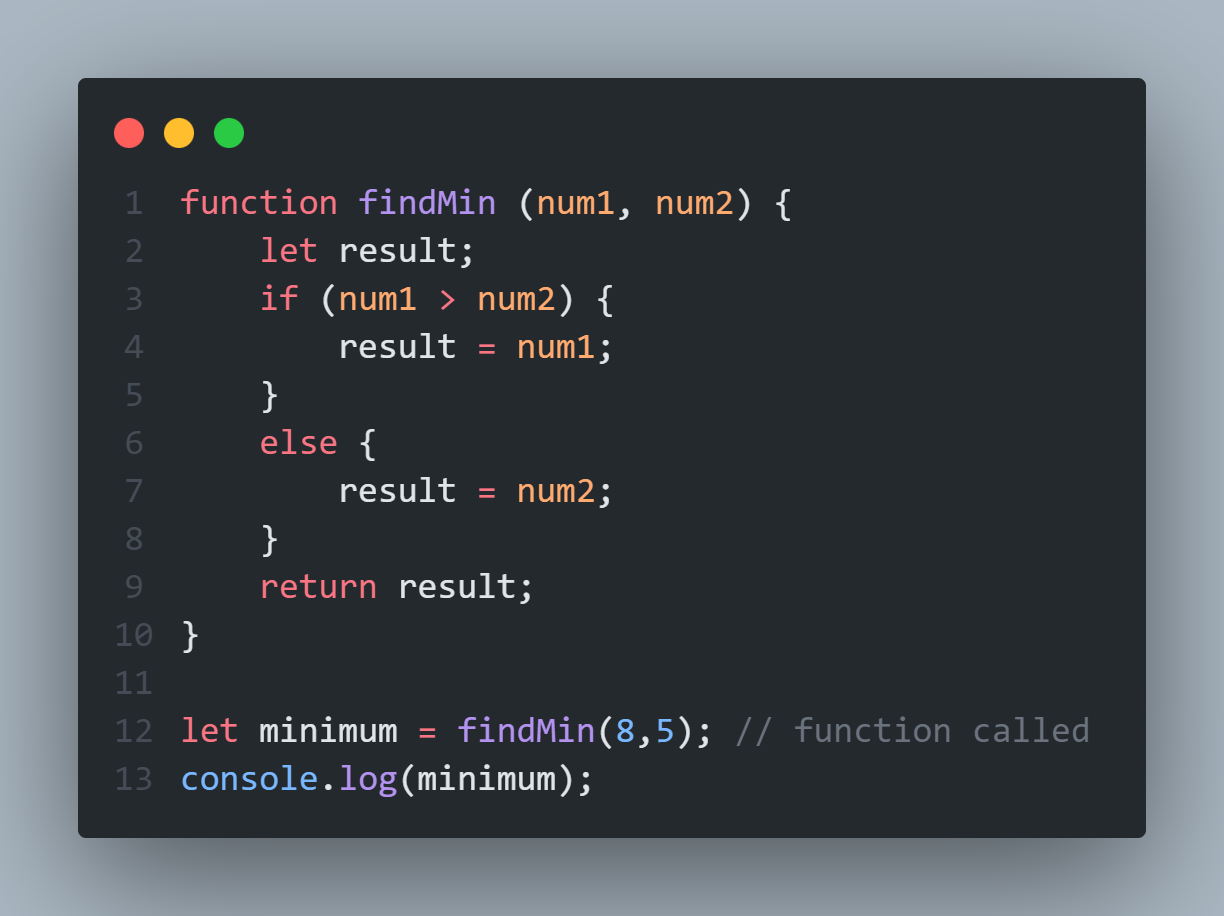 1 function findMin (num1, num2) {
2     let result;
3     if (num1 > num2) {
4         result = num1;
5     }
6     else {
7         result = num2;
8     }
9     return result;
10 }
11
12 let minimum = findMin(8,5); // function called
13 console.log(minimum);